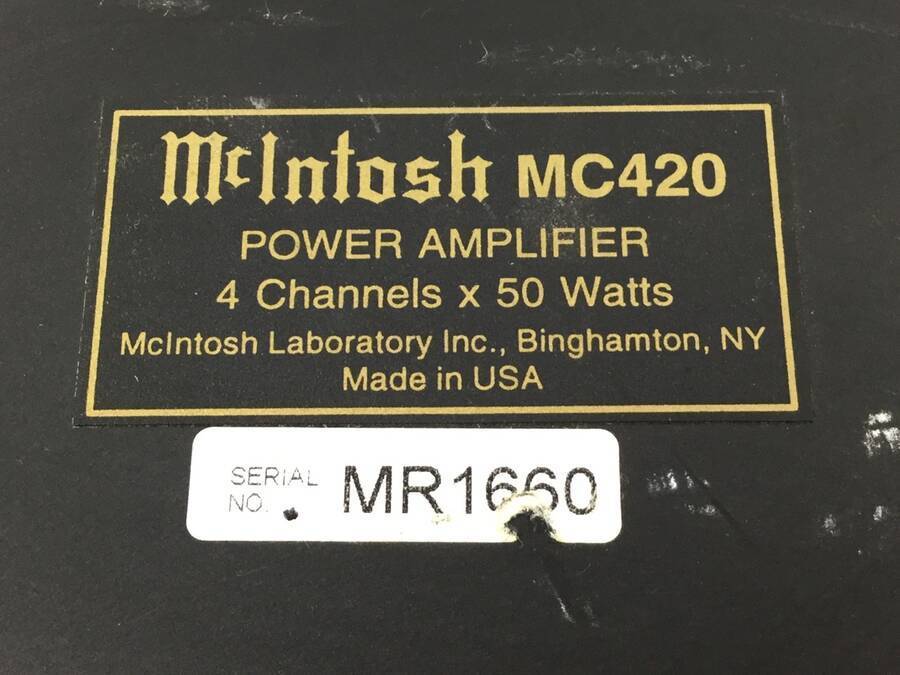 McIntosh MC420
POWER AMPLIFIER
4 Channels x 50 Watts
McIntosh Laboratory Inc., Binghamton, NY
Made in USA
SERIAL
NO. MR1660